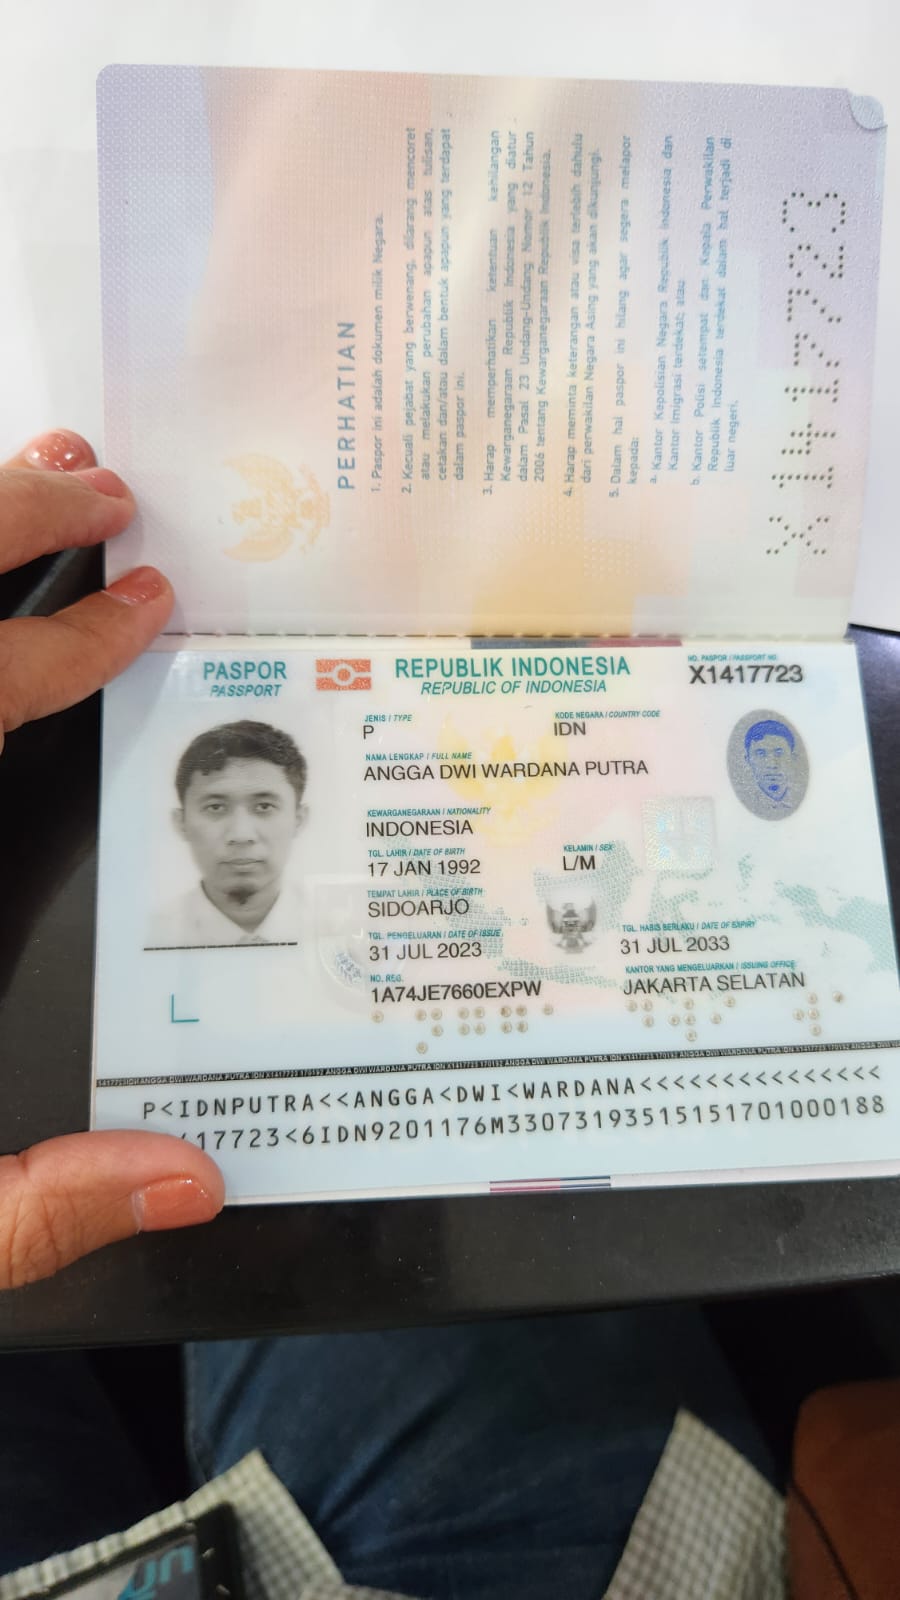 PERHATIAN
1. Paspor ini adalah dokumen milik Negara.
2. Kecuali pejabat yang berwenang, dilarang mencoret
atau melakukan perubahan apapun atas tulisan,
cetakan dan/atau dalam bentuk apapun yang terdapat
dalam paspor ini.
3. Harap memperhatikan ketentuan kehilangan
Kewarganegaraan Republik Indonesia yang diatur
dalam Pasal 23 Undang-Undang Nomor 12 Tahun
2006 tentang Kewarganegaraan Republik Indonesia.
4. Harap meminta keterangan atau visa terlebih dahulu
dari perwakilan Negara Asing yang akan dikunjungi.
5. Dalam hal paspor ini hilang agar segera melapor
kepada:
a. Kantor Kepolisian Negara Republik Indonesia dan
Kantor Imigrasi terdekat; atau
b. Kantor Polisi setempat dan Kepala Perwakilan
Republik Indonesia terdekat dalam hal terjadi di
luar negeri.
X1417723
PASPOR
PASSPORT
REPUBLIK INDONESIA
REPUBLIC OF INDONESIA
NO. PASPOR / PASSPORT NO.
X1417723
JENIS / TYPE
P
KODE NEGARA / COUNTRY CODE
IDN
NAMA LENGKAP / FULL NAME
ANGGA DWI WARDANA PUTRA
KEWARGANEGARAAN / NATIONALITY
INDONESIA
TGL. LAHIR / DATE OF BIRTH
17 JAN 1992
KELAMIN / SEX
L/M
TEMPAT LAHIR / PLACE OF BIRTH
SIDOARJO
TGL. PENGELUARAN / DATE OF ISSUE
31 JUL 2023
TGL. HABIS BERLAKU / DATE OF EXPIRY
31 JUL 2033
NO. REG.
1A74JE7660EXPW
KANTOR YANG MENGELUARKAN / ISSUING OFFICE
JAKARTA SELATAN
P<IDNPUTRA<<ANGGA<DWI<WARDANA<<<<<<<<<<<<<<<
17723<6IDN9201176M3307319351515170100​0188